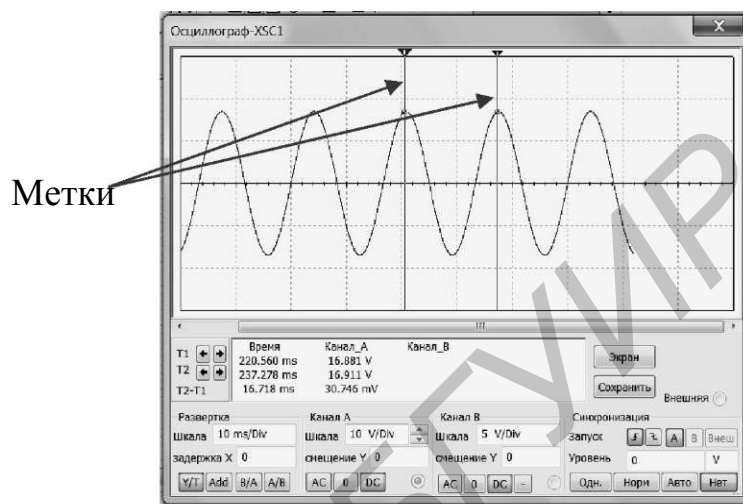 Осциллограф-XSC1
Метки
Время Канал_A Канал_B
T1 220.560 ms 16.881 V
T2 237.278 ms 16.911 V
T2-T1 16.718 ms 30.746 mV
Экран
Сохранить
Внешняя
Развертка
Шкала 10 ms/Div
задержка X 0
Y/T Add B/A A/B
Канал A
Шкала 10 V/Div
смещение Y 0
AC 0 DC
Канал B
Шкала 5 V/Div
смещение Y 0
AC 0 DC -
Синхронизация
Запуск A B Внеш
Уровень 0 V
Одн. Норм Авто Нет
БГУИР